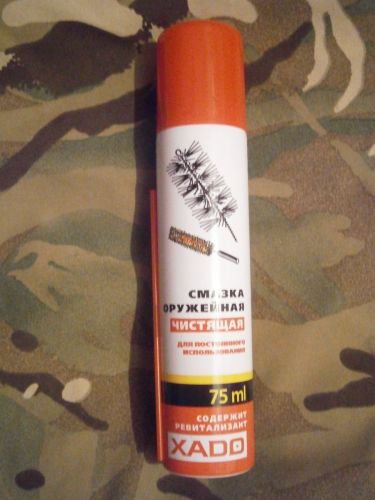 СМАЗКА
ОРУЖЕЙНАЯ
ЧИСТЯЩАЯ
ДЛЯ ПОСТОЯННОГО
ИСПОЛЬЗОВАНИЯ
75 ml
СОДЕРЖИТ
РЕВИТАЛИЗАНТ
XADO